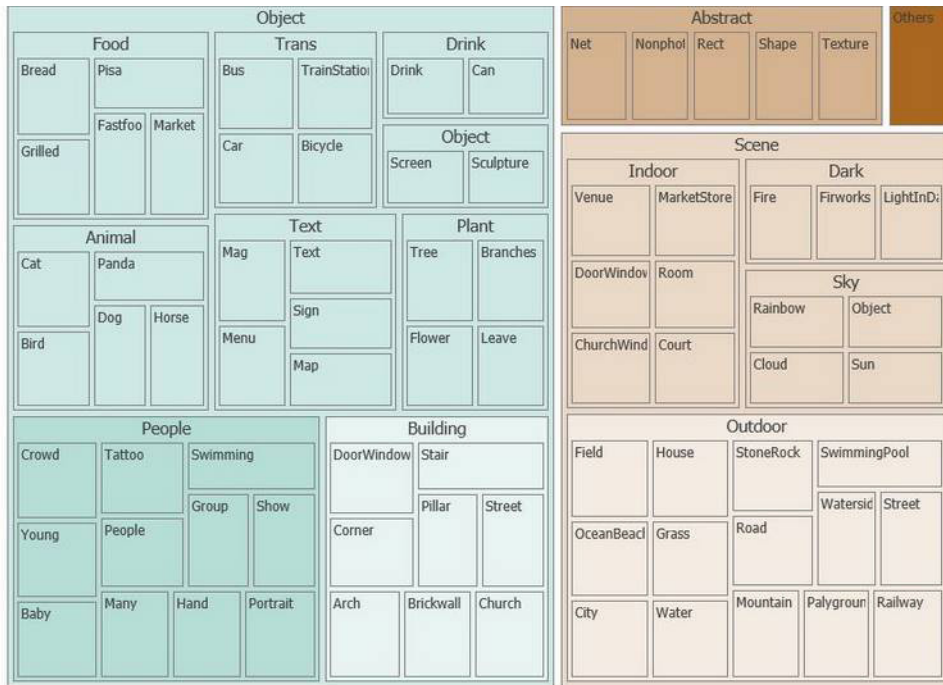 Object
Food
Bread
Pisa
Grilled
Fastfoo
Market
Trans
Bus
TrainStatio
Car
Bicycle
Drink
Drink
Can
Object
Screen
Sculpture
Animal
Cat
Panda
Bird
Dog
Horse
Text
Mag
Text
Sign
Menu
Map
Plant
Tree
Branches
Flower
Leave
People
Crowd
Tattoo
Swimming
Group
Show
Young
People
Baby
Many
Hand
Portrait
Building
DoorWindow
Stair
Pillar
Street
Corner
Arch
Brickwall
Church
Abstract
Net
Nonphot
Rect
Shape
Texture
Others
Scene
Indoor
Venue
MarketStore
DoorWindow
Room
ChurchWind
Court
Dark
Fire
Firworks
LightInDa
Sky
Rainbow
Object
Cloud
Sun
Outdoor
Field
House
StoneRock
SwimmingPool
Watersid
Street
OceanBeach
Grass
Road
City
Water
Mountain
Palygroun
Railway